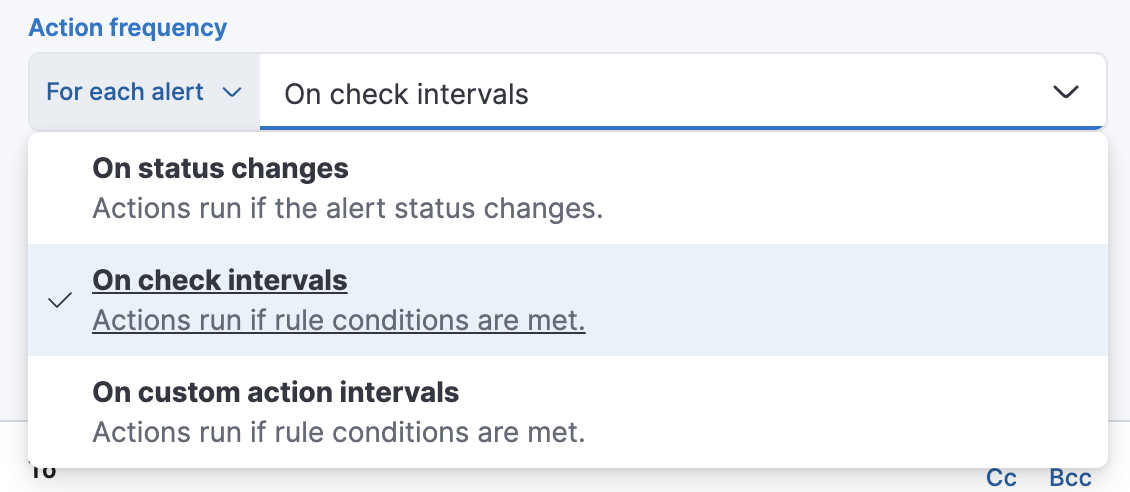 Action frequency
For each alert On check intervals
On status changes
Actions run if the alert status changes.
On check intervals
Actions run if rule conditions are met.
On custom action intervals
Actions run if rule conditions are met.
To Cc Bcc